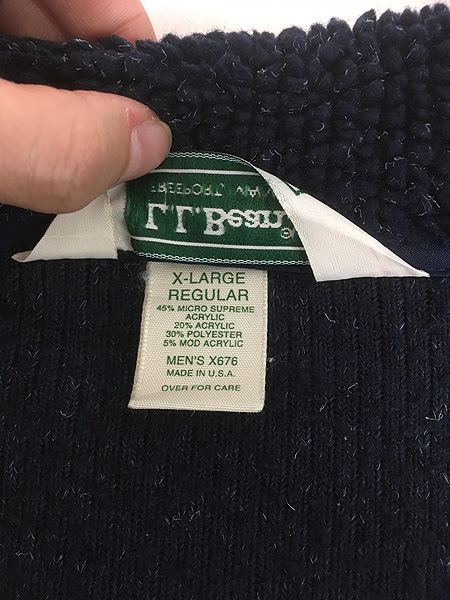 FREEPORT, MAINE
L.L.Bean®
X-LARGE
REGULAR
45% MICRO SUPREME
ACRYLIC
20% ACRYLIC
30% POLYESTER
5% MOD ACRYLIC
MEN'S X676
MADE IN U.S.A.
OVER FOR CARE